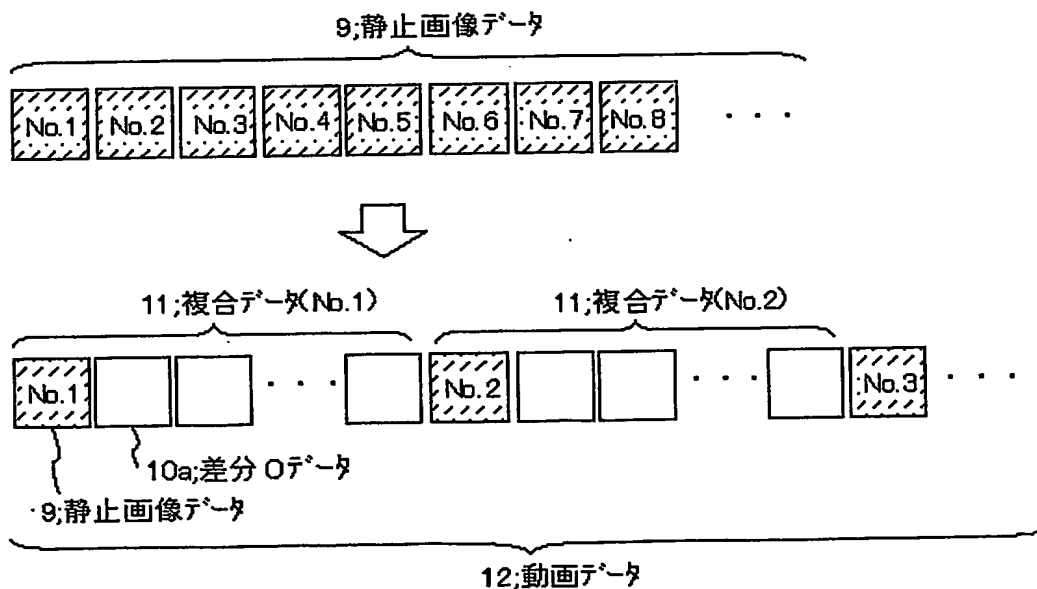 9;静止画像データ
No.1 No.2 No.3 No.4 No.5 No.6 No.7 No.8 ・・・
11;複合データ(No.1) 11;複合データ(No.2)
No.1 ・・・ No.2 ・・・ No.3 ・・・
10a;差分0データ
9;静止画像データ
12;動画データ